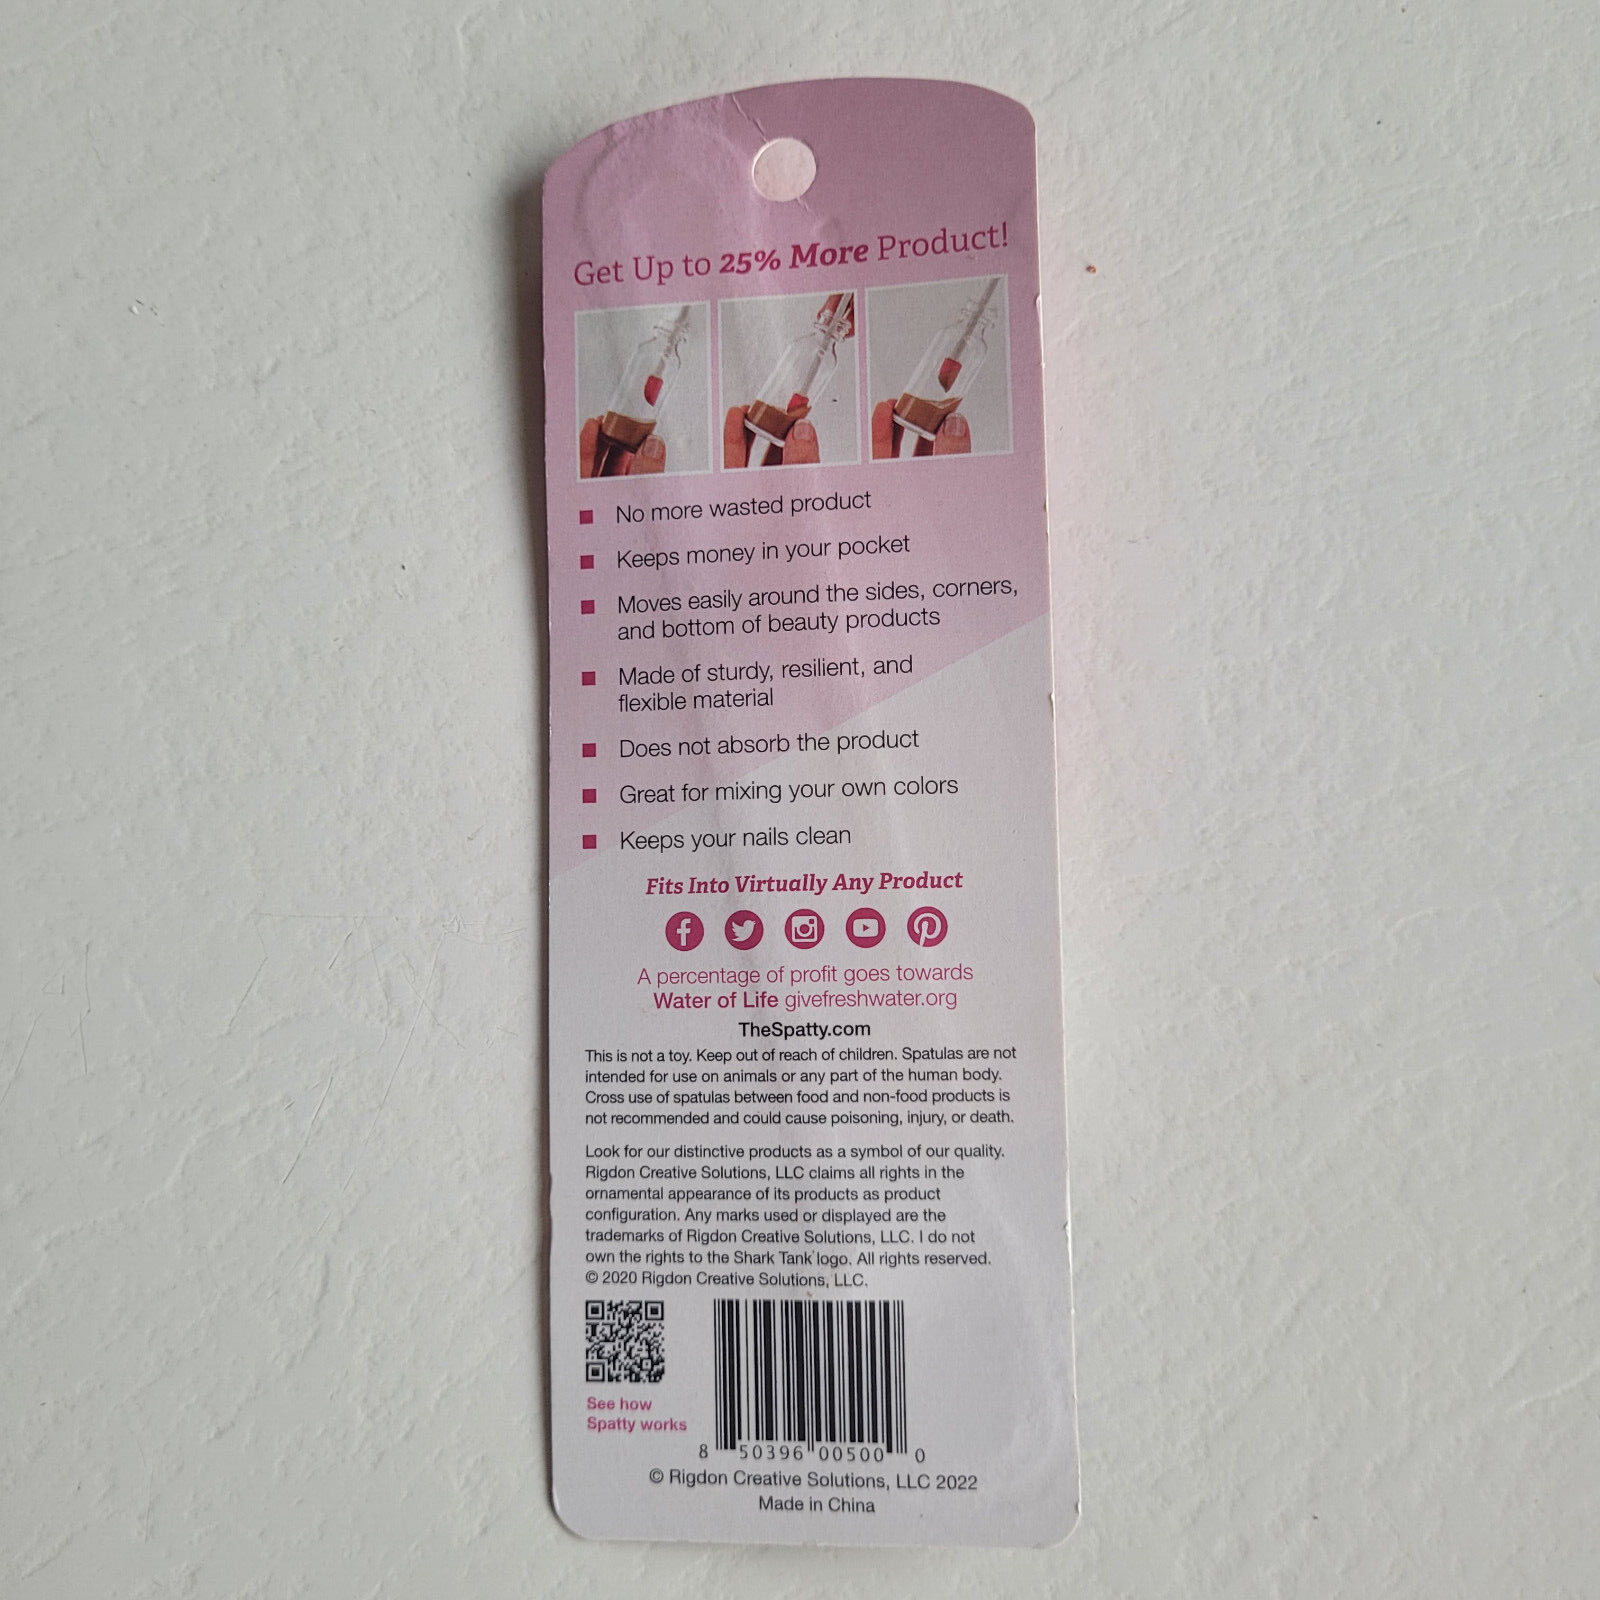 Get Up to 25% More Product!
No more wasted product
Keeps money in your pocket
Moves easily around the sides, corners,
and bottom of beauty products
Made of sturdy, resilient, and
flexible material
Does not absorb the product
Great for mixing your own colors
Keeps your nails clean
Fits Into Virtually Any Product
A percentage of profit goes towards
Water of Life givefreshwater.org
TheSpatty.com
This is not a toy. Keep out of reach of children. Spatulas are not
intended for use on animals or any part of the human body.
Cross use of spatulas between food and non-food products is
not recommended and could cause poisoning, injury, or death.
Look for our distinctive products as a symbol of our quality.
Rigdon Creative Solutions, LLC claims all rights in the
ornamental appearance of its products as product
configuration. Any marks used or displayed are the
trademarks of Rigdon Creative Solutions, LLC. I do not
own the rights to the Shark Tank logo. All rights reserved.
© 2020 Rigdon Creative Solutions, LLC.
See how
Spatty works
8 50396 00500 0
© Rigdon Creative Solutions, LLC 2022
Made in China